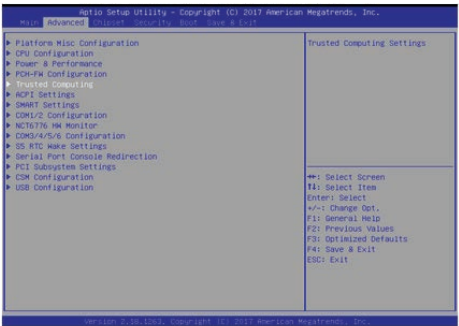 Aptio Setup Utility – Copyright (C) 2017 American Megatrends, Inc.
Main Advanced Chipset Security Boot Save & Exit
Platform Misc Configuration
CPU Configuration
Power & Performance
PCH-FW Configuration
Trusted Computing
ACPI Settings
SMART Settings
COM1/2 Configuration
NCT6776 HW Monitor
COM3/4/5/6 Configuration
S5 RTC Wake Settings
Serial Port Console Redirection
PCI Subsystem Settings
CSM Configuration
USB Configuration
Trusted Computing Settings
↔: Select Screen
↑↓: Select Item
Enter: Select
+/-: Change Opt.
F1: General Help
F2: Previous Values
F3: Optimized Defaults
F4: Save & Exit
ESC: Exit
Version 2.18.1263. Copyright (C) 2017 American Megatrends, Inc.